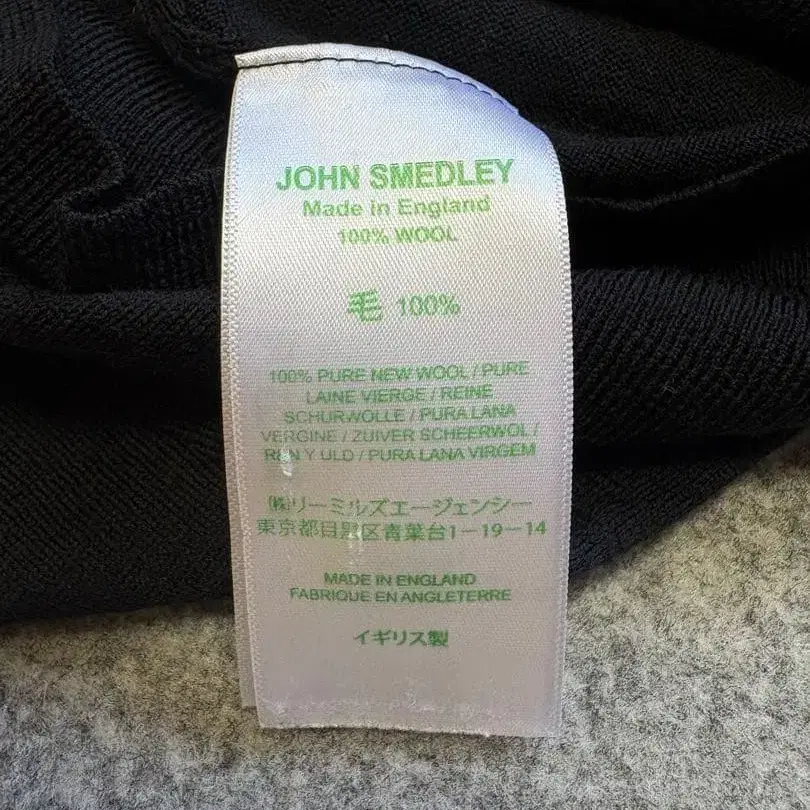 JOHN SMEDLEY
Made in England
100% WOOL
毛 100%
100% PURE NEW WOOL / PURE
LAINE VIERGE / REINE
SCHURWOLLE / PURA LANA
VERGINE / ZUIVER SCHEERWOL /
REN Y ULD / PURA LANA VIRGEM
㈱リーミルズエージェンシー
東京都目黒区青葉台1-19-14
MADE IN ENGLAND
FABRIQUE EN ANGLETERRE
イギリス製